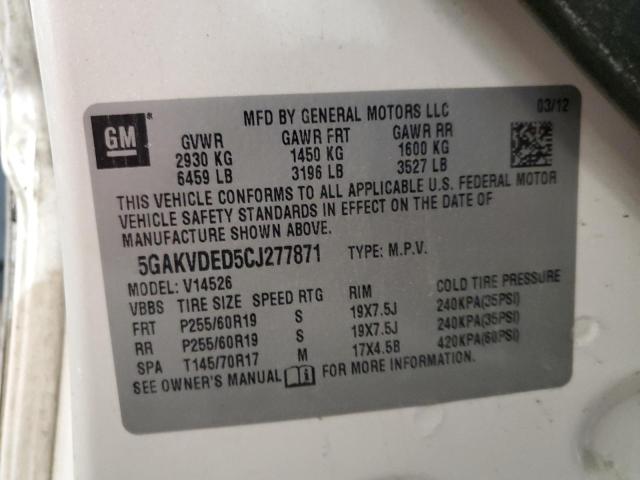 GM ® MFD BY GENERAL MOTORS LLC 03/12
GVWR GAWR FRT GAWR RR
2930 KG 1450 KG 1600 KG
6459 LB 3196 LB 3527 LB
THIS VEHICLE CONFORMS TO ALL APPLICABLE U.S. FEDERAL MOTOR
VEHICLE SAFETY STANDARDS IN EFFECT ON THE DATE OF
MANUFACTURE SHOWN ABOVE.
5GAKVDED5CJ277871 TYPE: M.P.V.
MODEL: V14526
VBBS TIRE SIZE SPEED RTG RIM COLD TIRE PRESSURE
FRT P255/60R19 S 19X7.5J 240KPA(35PSI)
RR P255/60R19 S 19X7.5J 240KPA(35PSI)
SPA T145/70R17 M 17X4.5B 420KPA(60PSI)
SEE OWNER'S MANUAL FOR MORE INFORMATION.